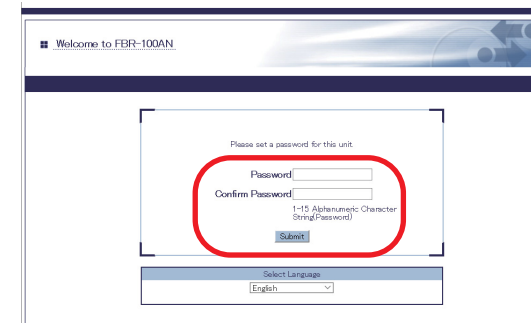 Welcome to FBR-100AN
Please set a password for this unit.
Password
Confirm Password
1-15 Alphanumeric Character
String(Password)
Submit
Select Language
English